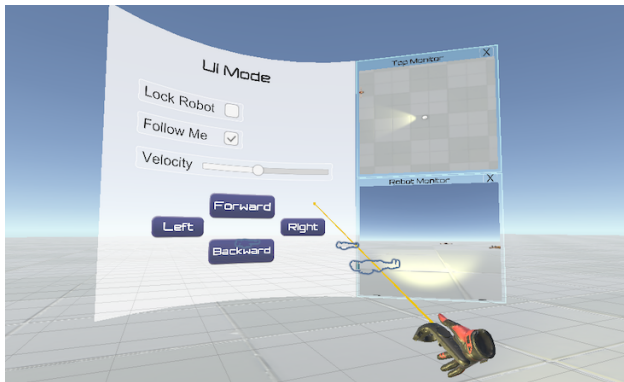 Ui Mode
Lock Robot
Follow Me
Velocity
Forward
Left
Right
Backward
Top Monitor
X
Robot Monitor
X